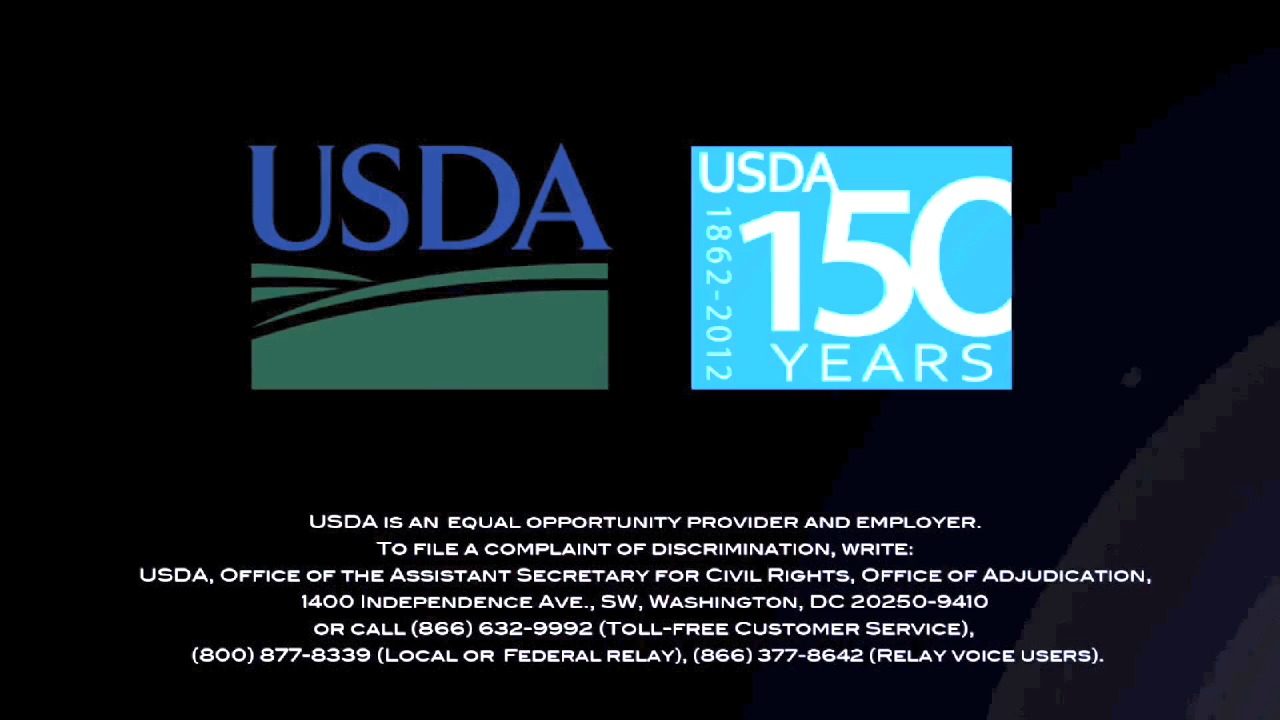 USDA
USDA
150
1862-2012
YEARS
USDA IS AN EQUAL OPPORTUNITY PROVIDER AND EMPLOYER.
TO FILE A COMPLAINT OF DISCRIMINATION, WRITE:
USDA, OFFICE OF THE ASSISTANT SECRETARY FOR CIVIL RIGHTS, OFFICE OF ADJUDICATION,
1400 INDEPENDENCE AVE., SW, WASHINGTON, DC 20250-9410
OR CALL (866) 632-9992 (TOLL-FREE CUSTOMER SERVICE),
(800) 877-8339 (LOCAL OR FEDERAL RELAY), (866) 377-8642 (RELAY VOICE USERS).